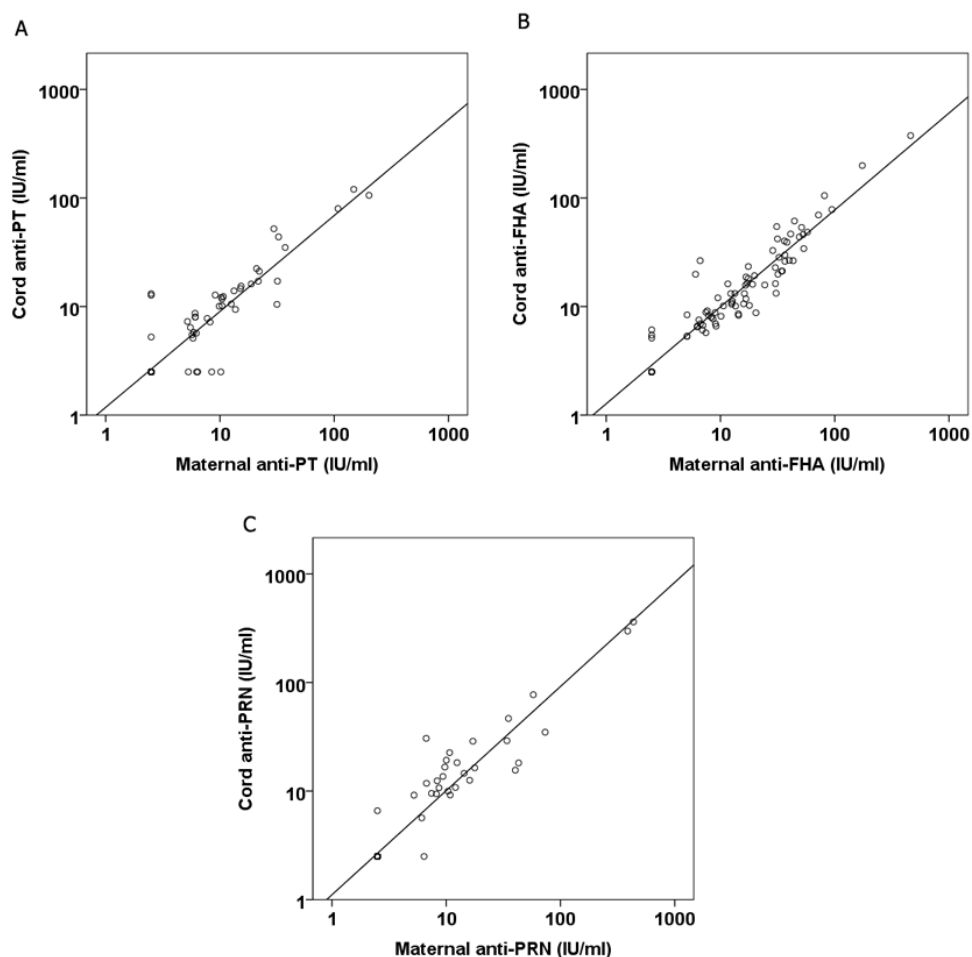 A
Cord anti-PT (IU/ml)
1000
100
10
1
1 10 100 1000
Maternal anti-PT (IU/ml)
B
Cord anti-FHA (IU/ml)
1000
100
10
1
1 10 100 1000
Maternal anti-FHA (IU/ml)
C
Cord anti-PRN (IU/ml)
1000
100
10
1
1 10 100 1000
Maternal anti-PRN (IU/ml)